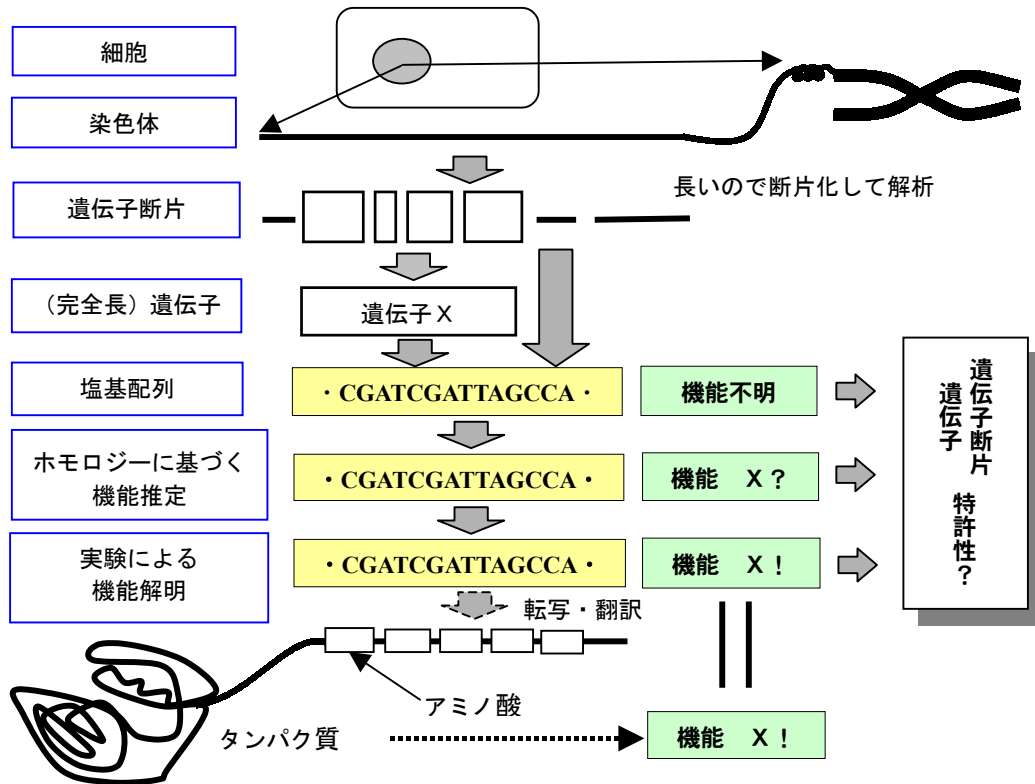 細胞
染色体
遺伝子断片
長いので断片化して解析
（完全長）遺伝子
遺伝子X
塩基配列
・CGATCGATTAGCCA・
機能不明
ホモロジーに基づく
機能推定
・CGATCGATTAGCCA・
機能　X？
実験による
機能解明
・CGATCGATTAGCCA・
機能　X！
遺伝子断片
遺伝子　特許性？
転写・翻訳
アミノ酸
タンパク質
機能　X！